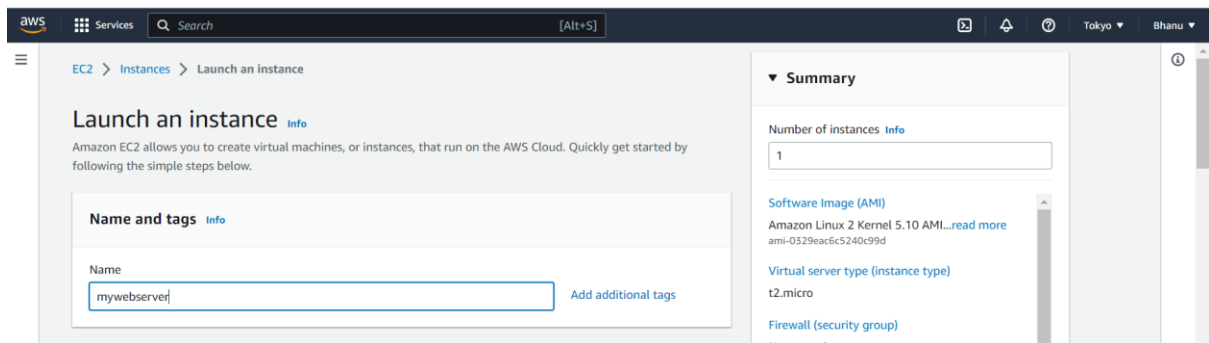 aws Services Search [Alt+S] Tokyo Bhanu
EC2 > Instances > Launch an instance
Launch an instance Info
Amazon EC2 allows you to create virtual machines, or instances, that run on the AWS Cloud. Quickly get started by
following the simple steps below.
Name and tags Info
Name
mywebserver
Add additional tags
Summary
Number of instances Info
1
Software Image (AMI)
Amazon Linux 2 Kernel 5.10 AMI...read more
ami-0329eac6c5240c99d
Virtual server type (instance type)
t2.micro
Firewall (security group)